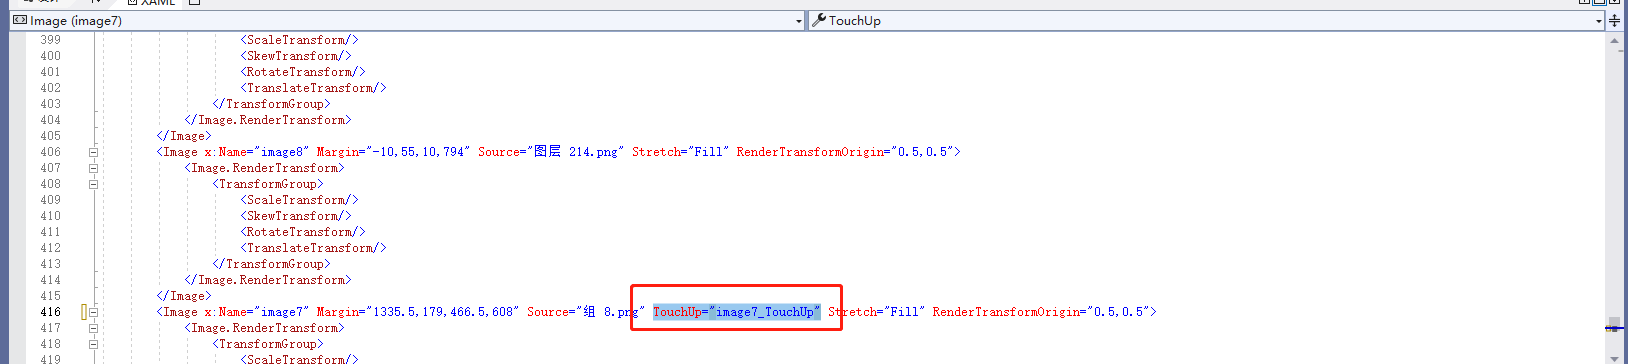 XAML
Image (image7) TouchUp
399 <ScaleTransform/>
400 <SkewTransform/>
401 <RotateTransform/>
402 <TranslateTransform/>
403 </TransformGroup>
404 </Image.RenderTransform>
405 </Image>
406 <Image x:Name="image8" Margin="-10,55,10,794" Source="图层 214.png" Stretch="Fill" RenderTransformOrigin="0.5,0.5">
407 <Image.RenderTransform>
408 <TransformGroup>
409 <ScaleTransform/>
410 <SkewTransform/>
411 <RotateTransform/>
412 <TranslateTransform/>
413 </TransformGroup>
414 </Image.RenderTransform>
415 </Image>
416 <Image x:Name="image7" Margin="1335.5,179,466.5,608" Source="组 8.png" TouchUp="image7_TouchUp" Stretch="Fill" RenderTransformOrigin="0.5,0.5">
417 <Image.RenderTransform>
418 <TransformGroup>
419 <ScaleTransform/>